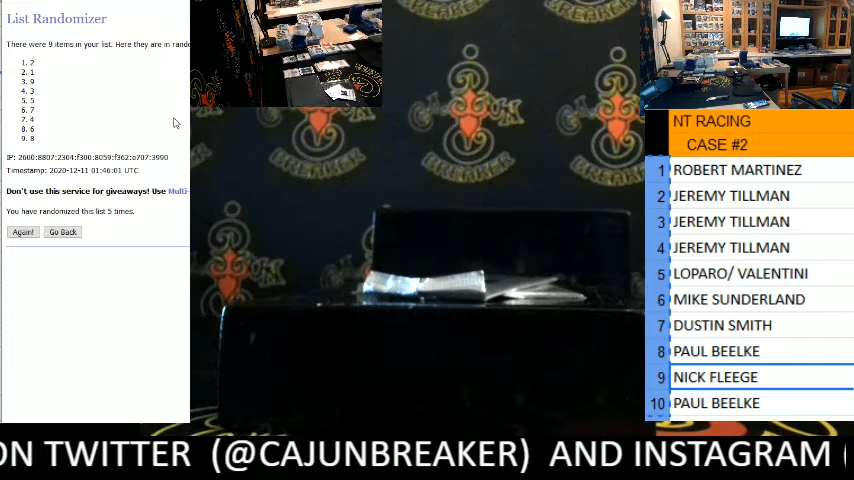 List Randomizer
There were 9 items in your list. Here they are in rando
1. 2
2. 1
3. 9
4. 3
5. 5
6. 7
7. 4
8. 6
9. 8
IP: 2600:8807:2304:f300:8059:f362:e707:3990
Timestamp: 2020-12-11 01:46:01 UTC
Don't use this service for giveaways! Use Multi-
You have randomized this list 5 times.
Again! Go Back
CAJUN
BREAKER
BREAKER
BREAKER
NT RACING
CASE #2
1 ROBERT MARTINEZ
2 JEREMY TILLMAN
3 JEREMY TILLMAN
4 JEREMY TILLMAN
5 LOPARO/ VALENTINI
6 MIKE SUNDERLAND
7 DUSTIN SMITH
8 PAUL BEELKE
9 NICK FLEEGE
10 PAUL BEELKE
ON TWITTER (@CAJUNBREAKER) AND INSTAGRAM (